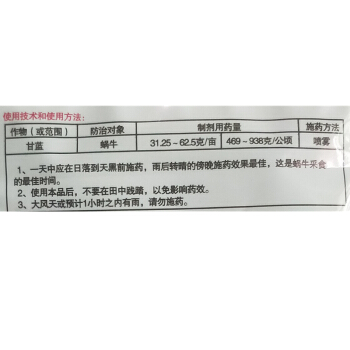 使用技术和使用方法：
作物（或范围） 防治对象 制剂用药量 施药方法
甘蓝 蜗牛 31.25～62.5克/亩 469～938克/公顷 喷雾
1、一天中应在日落到天黑前施药，雨后转晴的傍晚施药效果最佳，这是蜗牛采食
的最佳时间。
2、使用本品后，不要在田中践踏，以免影响药效。
3、大风天或预计1小时之内有雨，请勿施药。